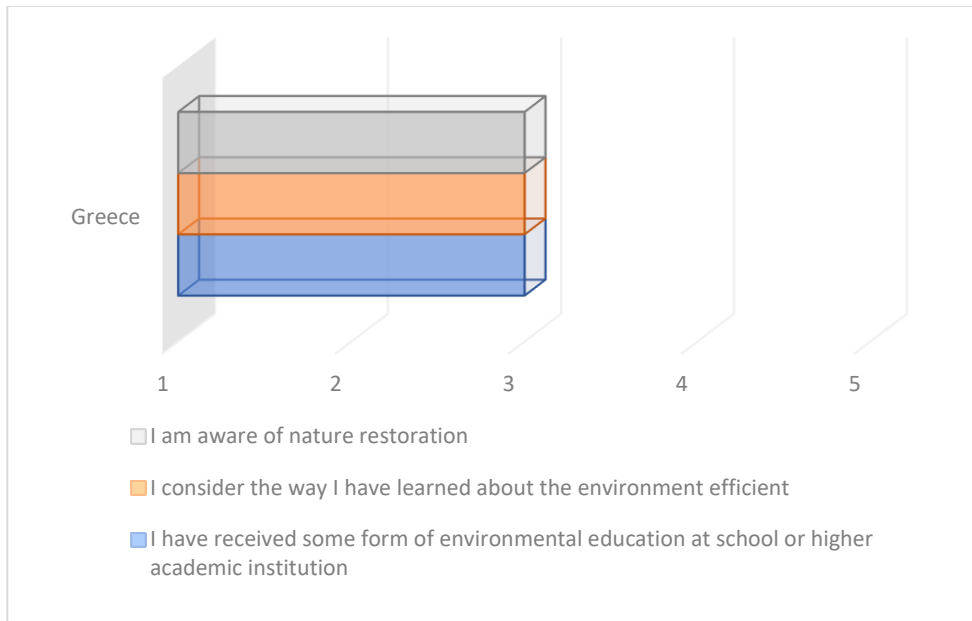 Greece
1 2 3 4 5
I am aware of nature restoration
I consider the way I have learned about the environment efficient
I have received some form of environmental education at school or higher
academic institution